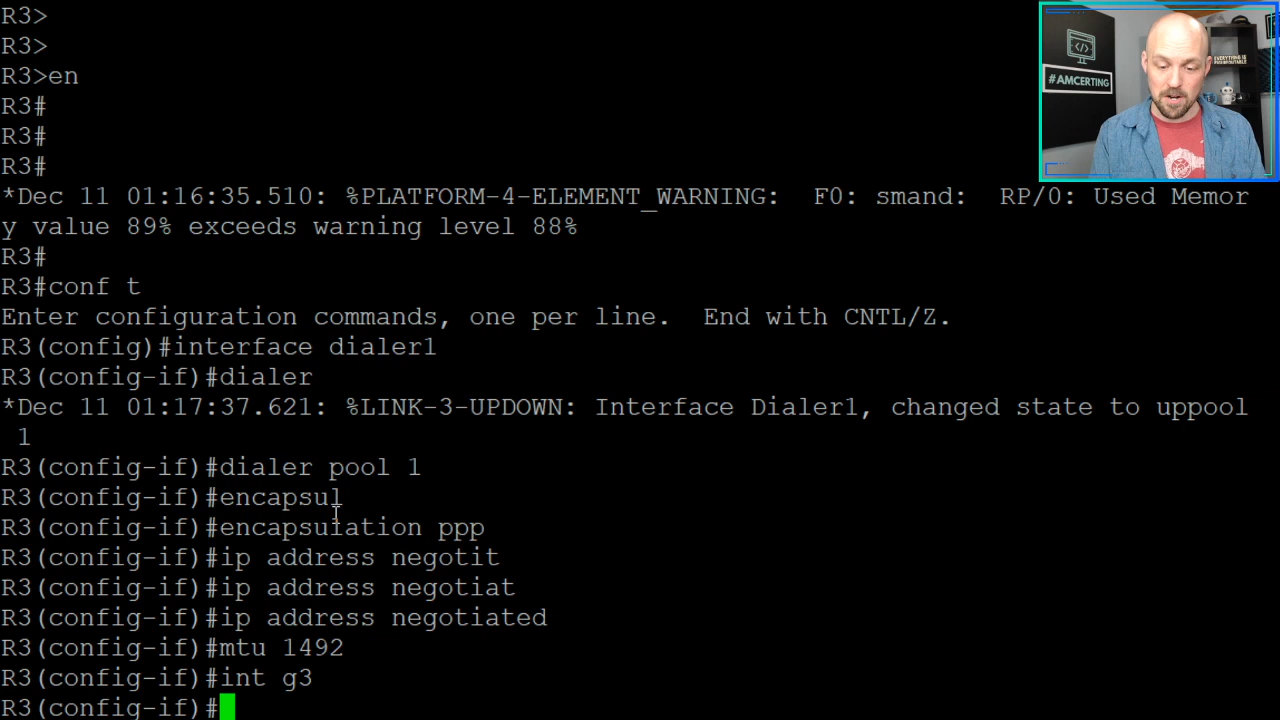 R3>
R3>
R3>en
R3#
R3#
R3#
*Dec 11 01:16:35.510: %PLATFORM-4-ELEMENT_WARNING:  F0: smand:  RP/0: Used Memor
y value 89% exceeds warning level 88%
R3#
R3#conf t
Enter configuration commands, one per line.  End with CNTL/Z.
R3(config)#interface dialer1
R3(config-if)#dialer
*Dec 11 01:17:37.621: %LINK-3-UPDOWN: Interface Dialer1, changed state to uppool
 1
R3(config-if)#dialer pool 1
R3(config-if)#encapsul
R3(config-if)#encapsulation ppp
R3(config-if)#ip address negotit
R3(config-if)#ip address negotiat
R3(config-if)#ip address negotiated
R3(config-if)#mtu 1492
R3(config-if)#int g3
R3(config-if)#
</>
#AMCERTING